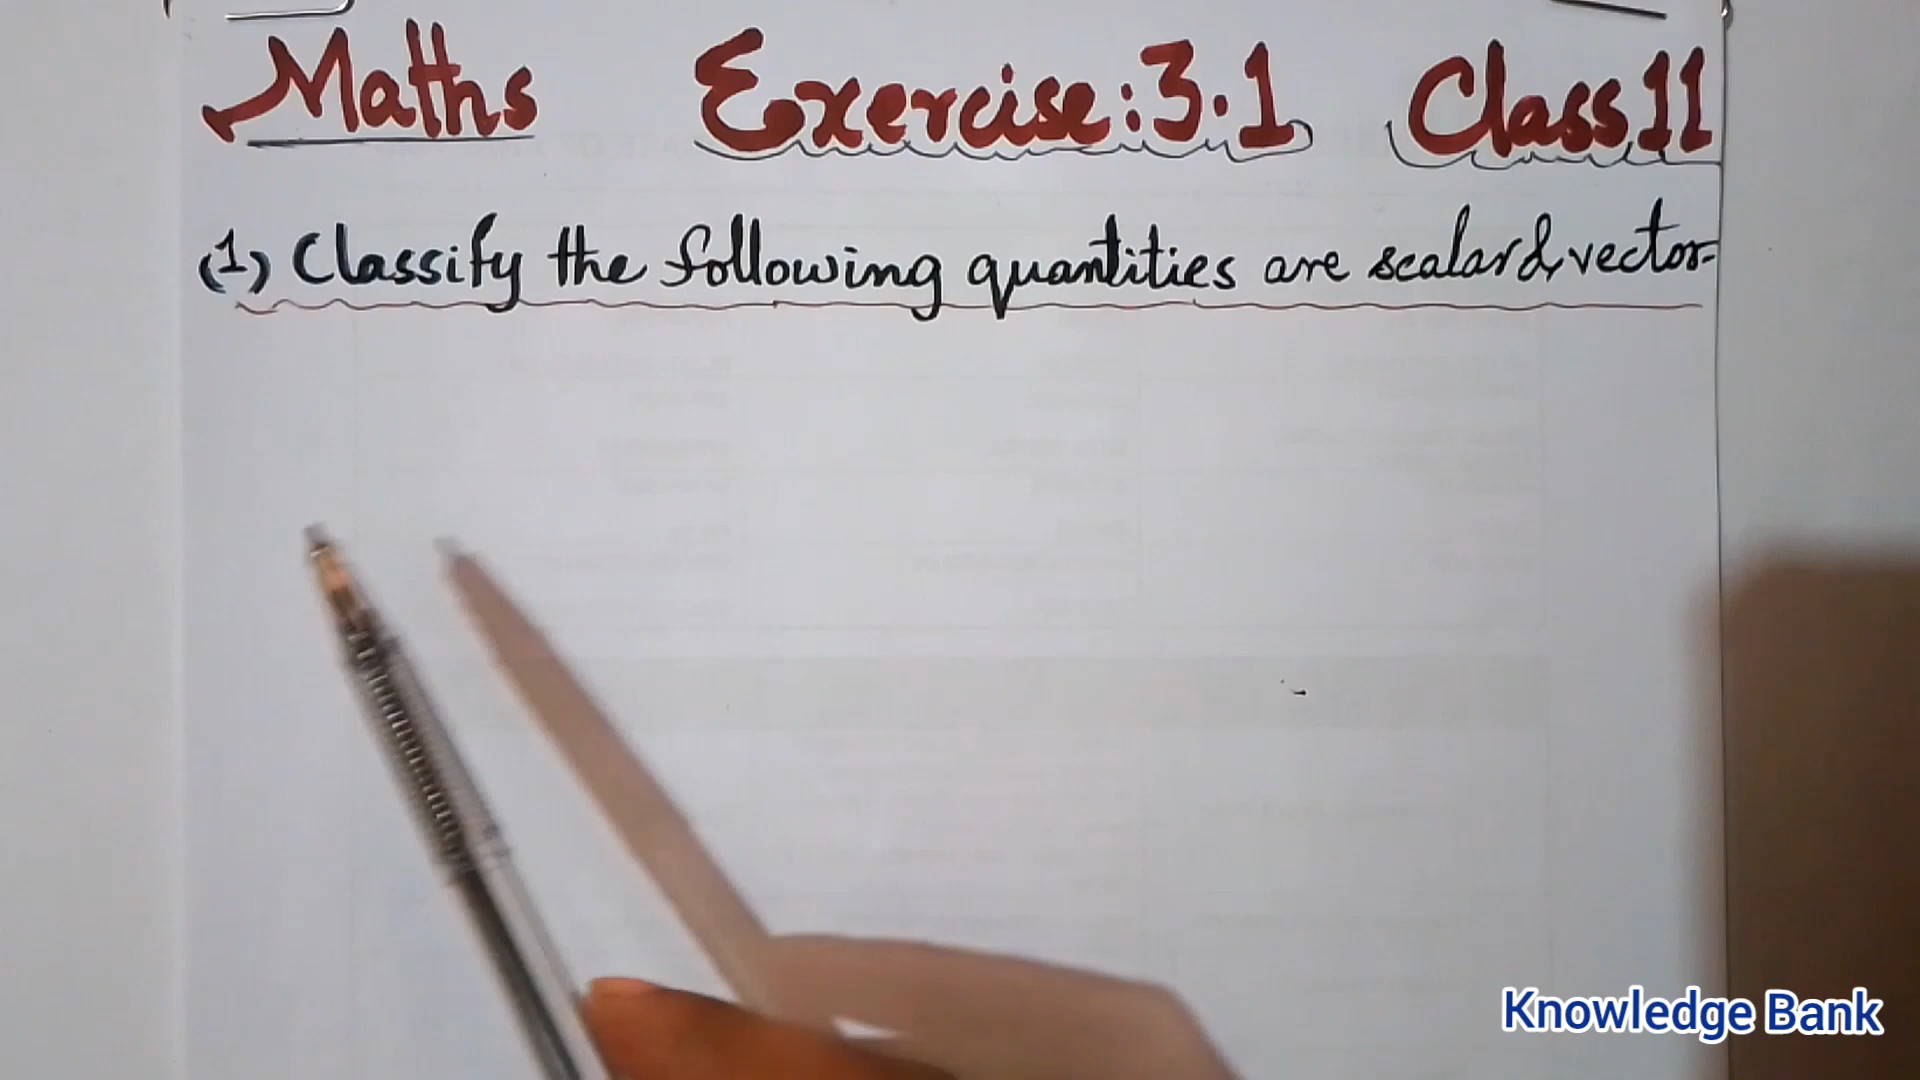 Maths Exercise:3.1 Class 11
(1) Classify the following quantities are scalar & vector-
Knowledge Bank